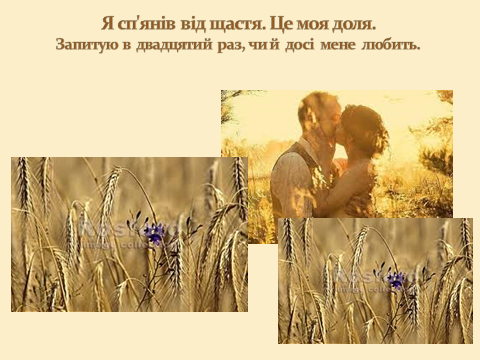 Я сп'янів від щастя. Це моя доля.
Запитую в двадцятий раз, чи й досі мене любить.